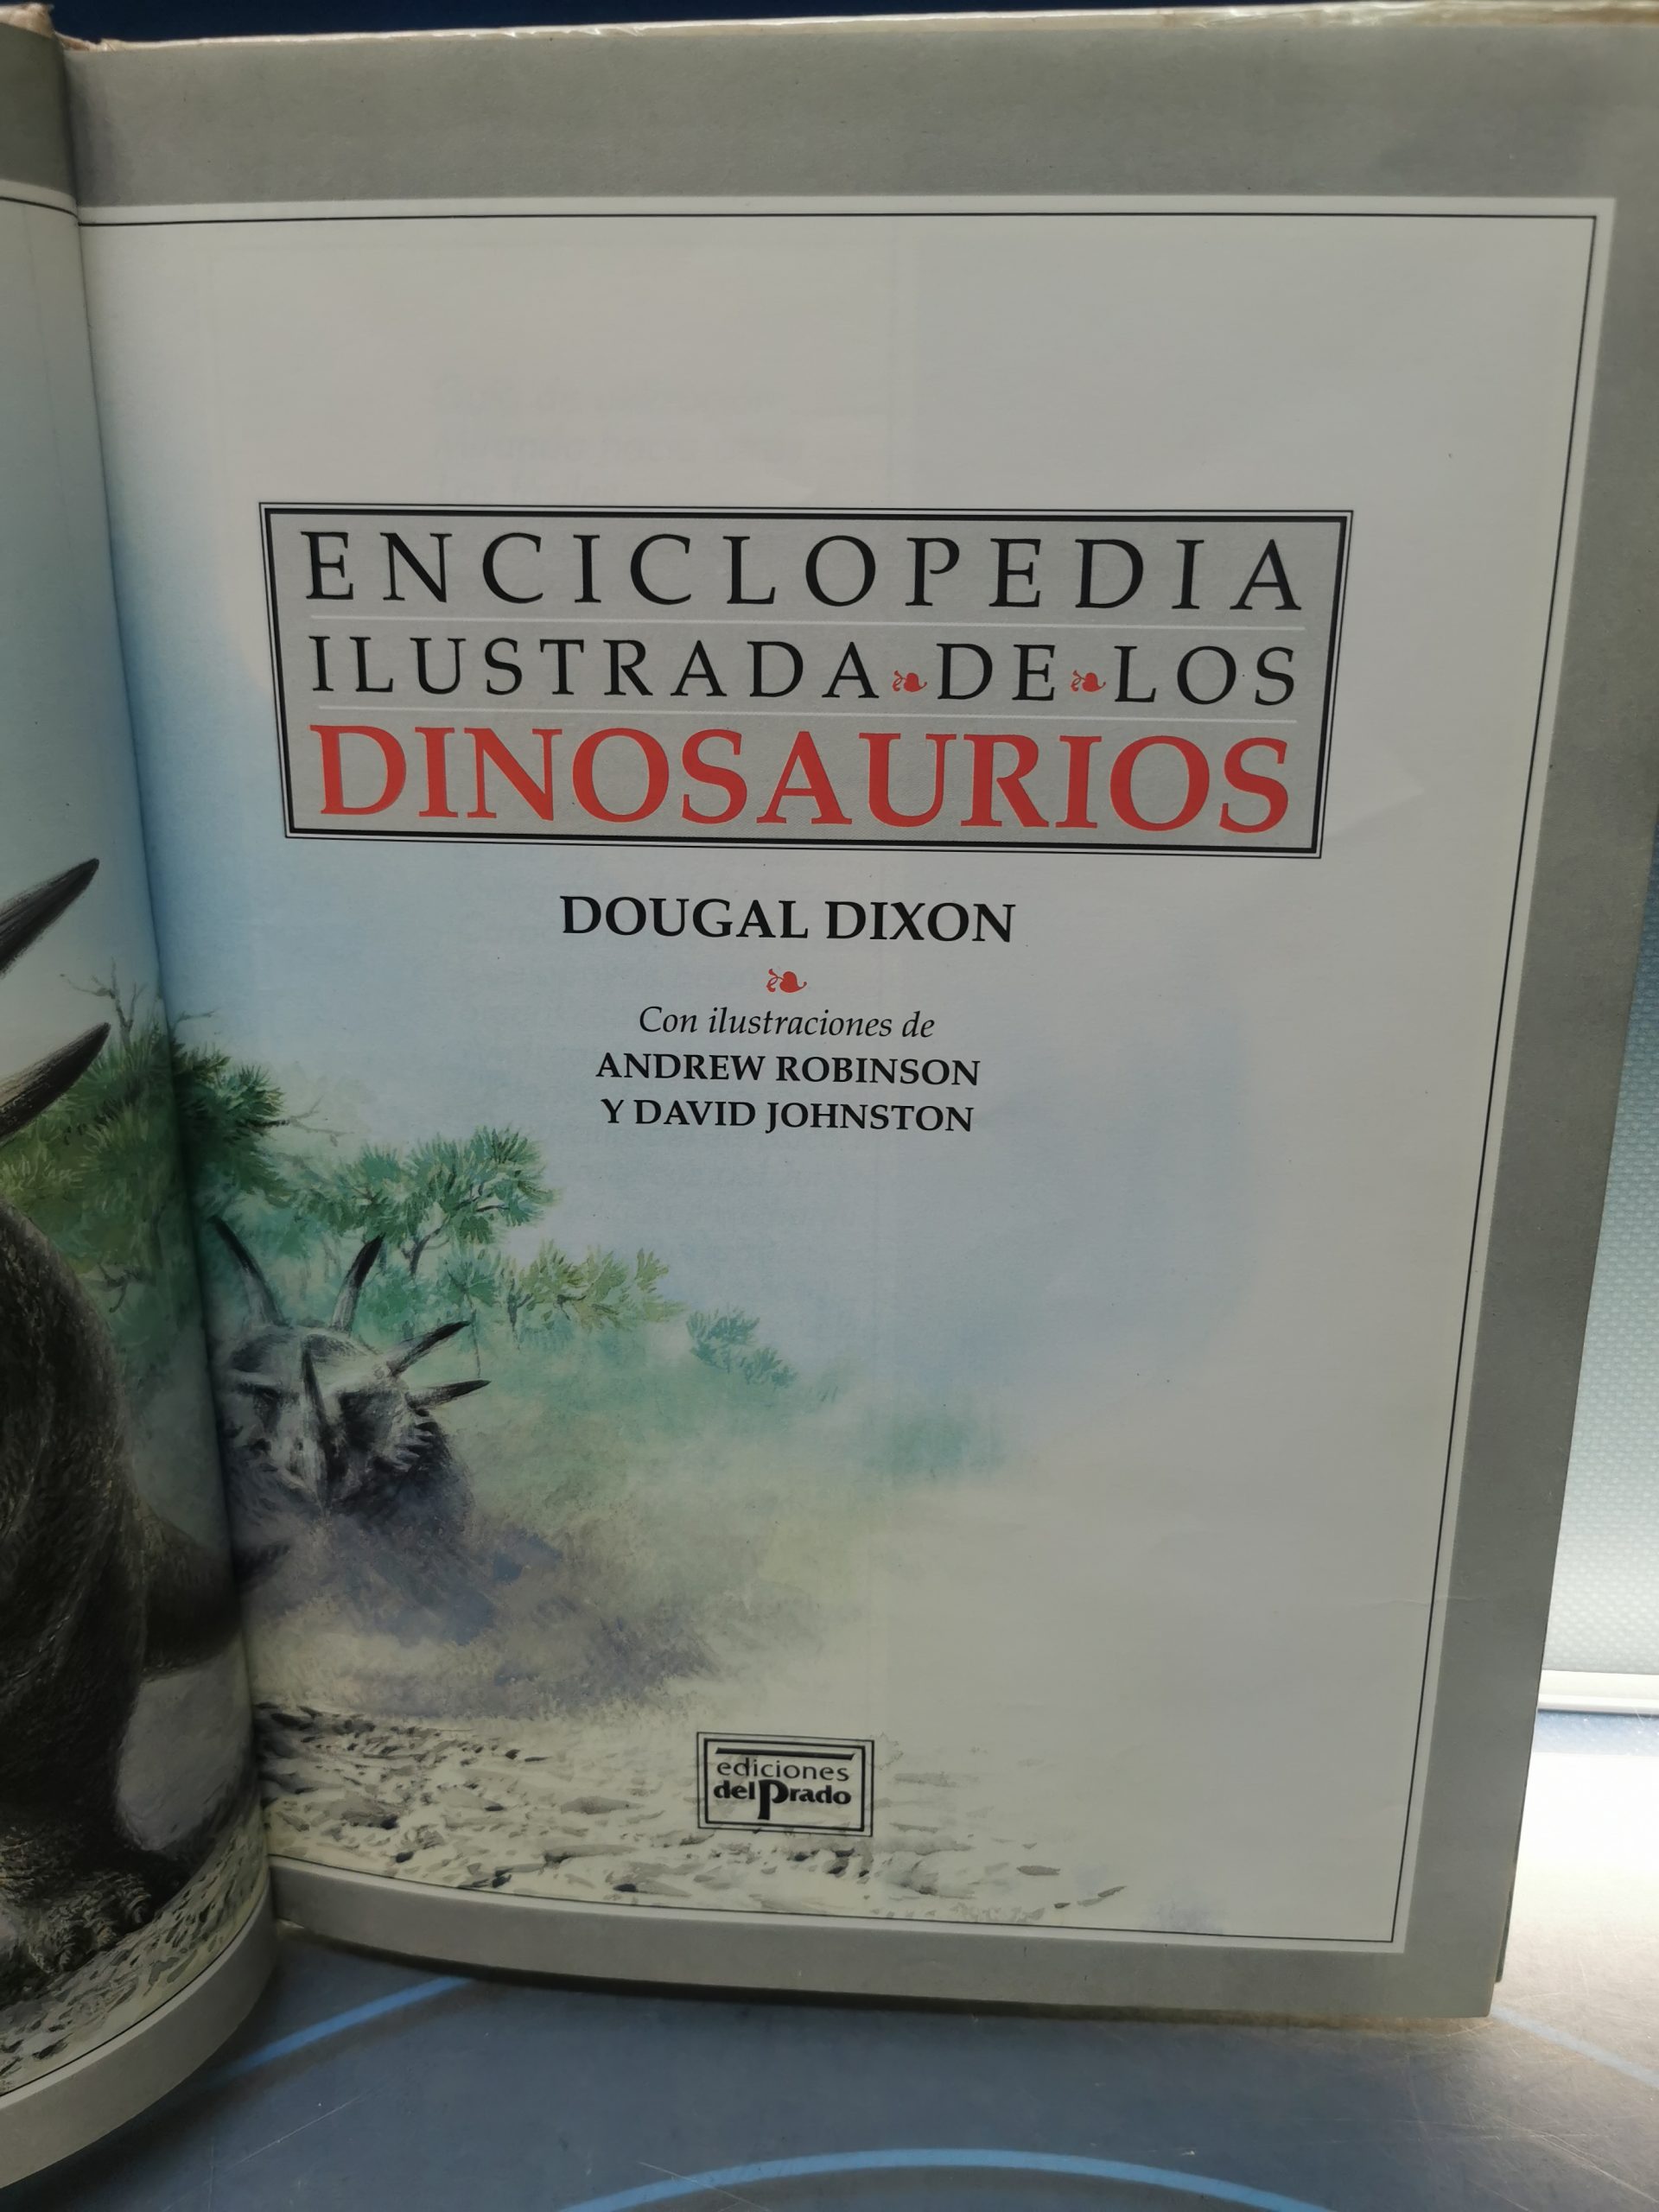 ENCICLOPEDIA
ILUSTRADA DE LOS
DINOSAURIOS
DOUGAL DIXON
Con ilustraciones de
ANDREW ROBINSON
Y DAVID JOHNSTON
ediciones
del Prado